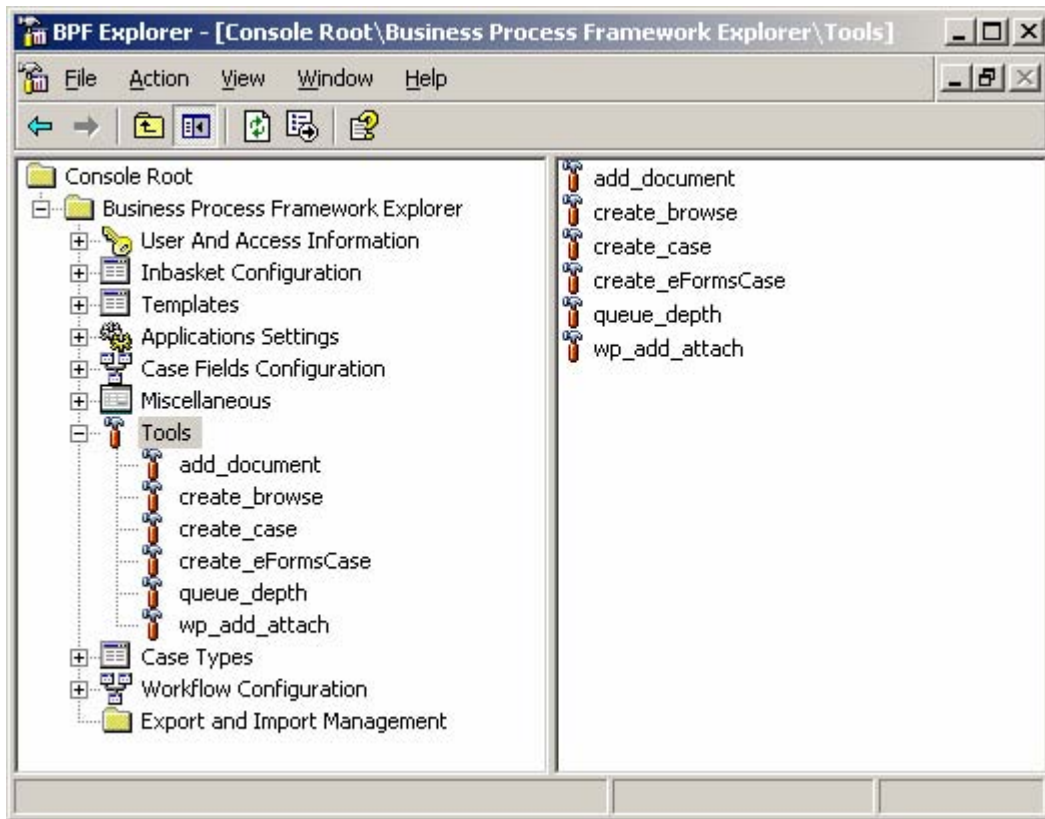 BPF Explorer - [Console Root\Business Process Framework Explorer\Tools]
File Action View Window Help
Console Root
Business Process Framework Explorer
User And Access Information
Inbasket Configuration
Templates
Applications Settings
Case Fields Configuration
Miscellaneous
Tools
add_document
create_browse
create_case
create_eFormsCase
queue_depth
wp_add_attach
Case Types
Workflow Configuration
Export and Import Management
add_document
create_browse
create_case
create_eFormsCase
queue_depth
wp_add_attach